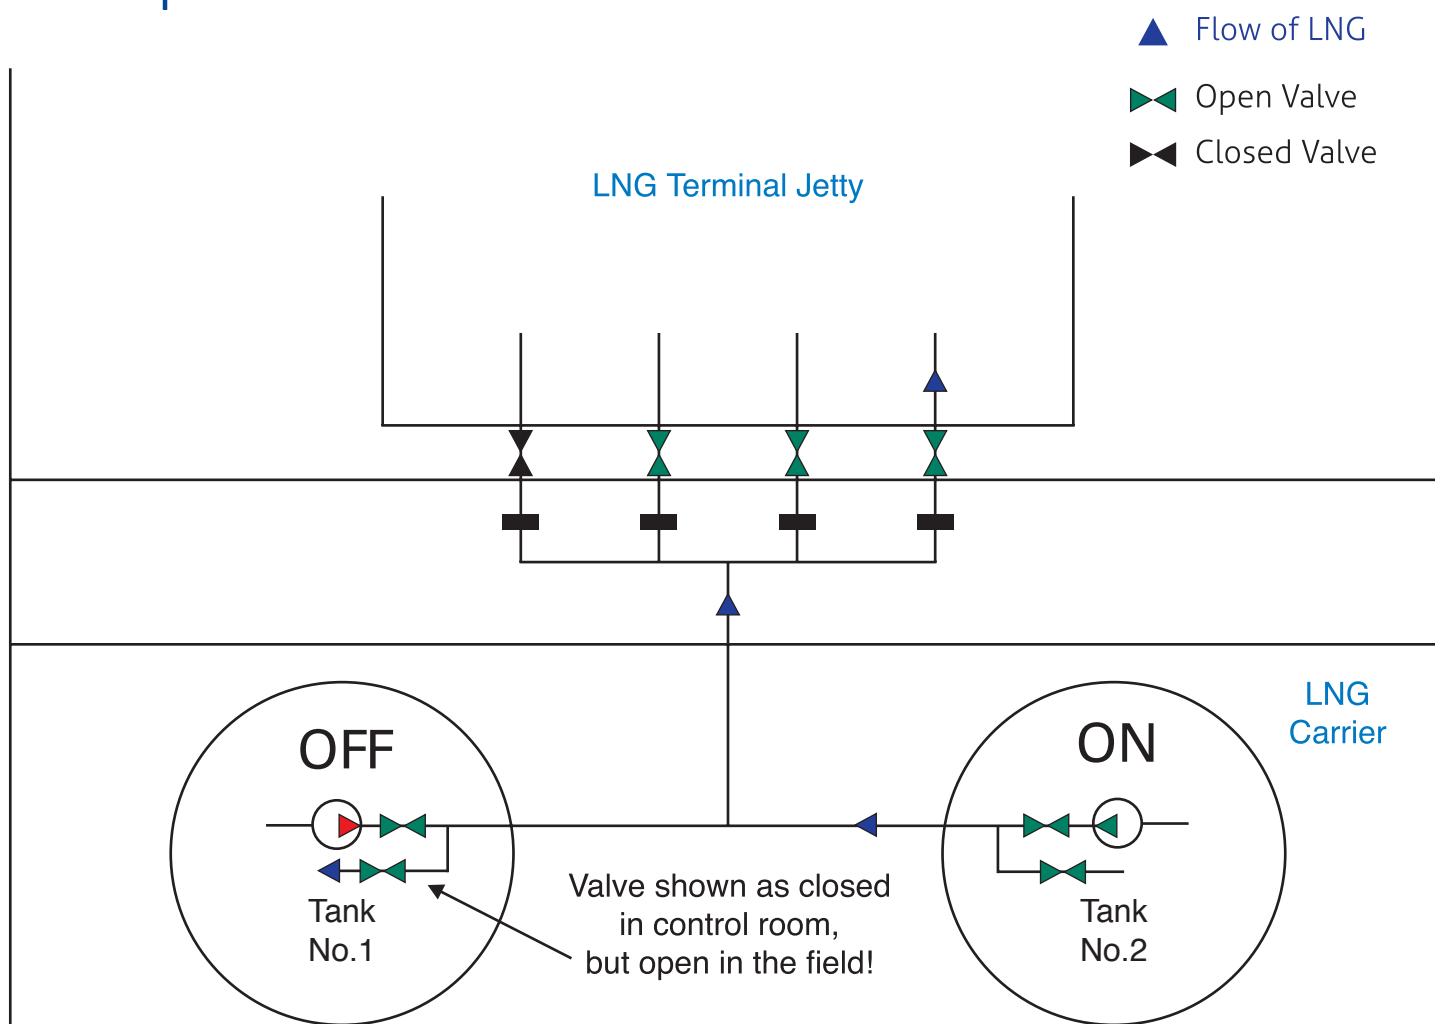 Flow of LNG
Open Valve
Closed Valve
LNG Terminal Jetty
LNG
Carrier
OFF
ON
Valve shown as closed
in control room,
but open in the field!
Tank
No.1
Tank
No.2